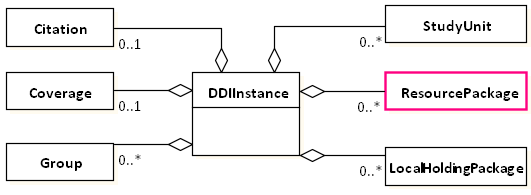 Citation
0..1
StudyUnit
0..*
Coverage
0..1
DDIInstance
ResourcePackage
0..*
Group
0..*
LocalHoldingPackage
0..*